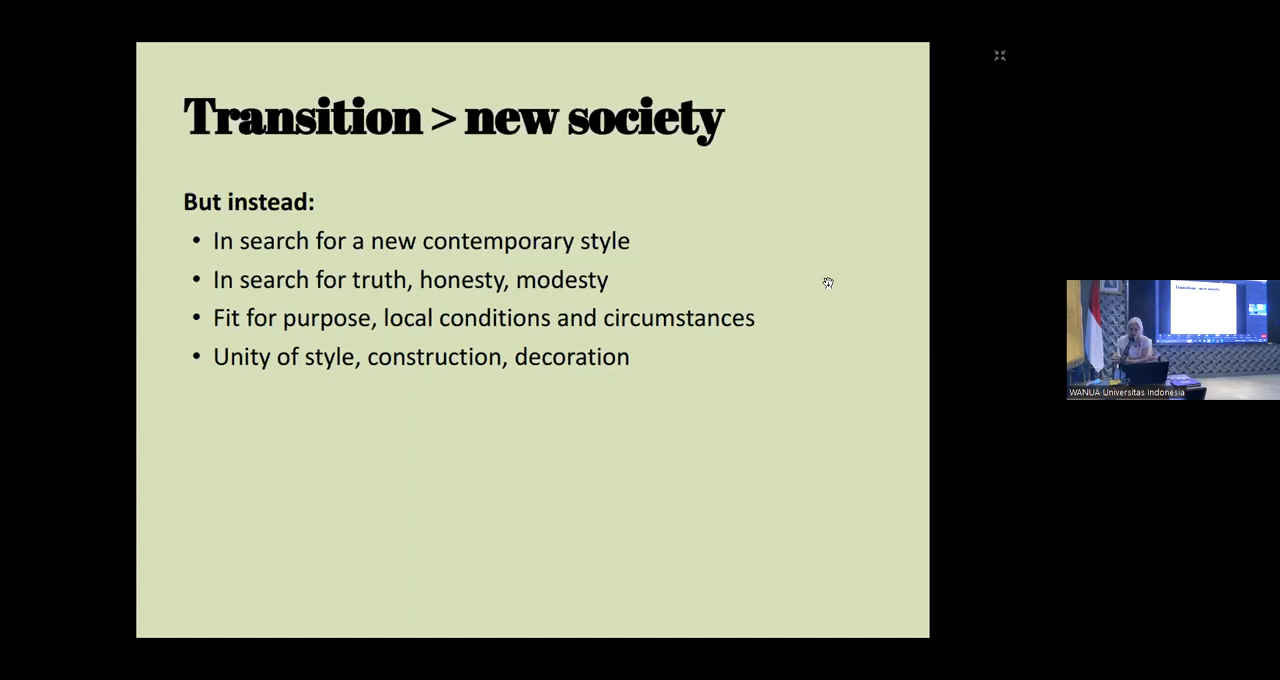 Transition > new society
But instead:
• In search for a new contemporary style
• In search for truth, honesty, modesty
• Fit for purpose, local conditions and circumstances
• Unity of style, construction, decoration
WANUA Universitas Indonesia